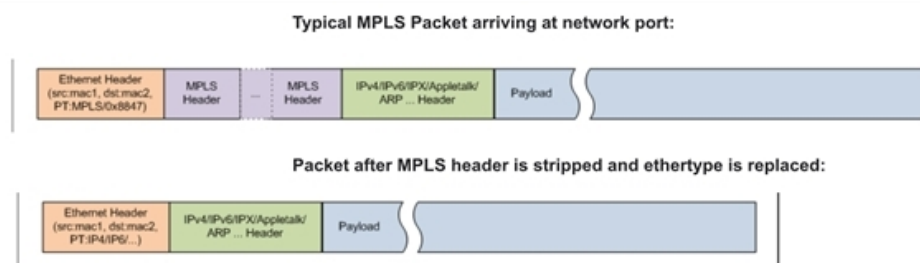 Typical MPLS Packet arriving at network port:
Ethernet Header
(src:mac1, dst:mac2,
PT:MPLS/0x8847)
MPLS
Header
...
MPLS
Header
IPv4/IPv6/IPX/Appletalk/
ARP ... Header
Payload
Packet after MPLS header is stripped and ethertype is replaced:
Ethernet Header
(src:mac1, dst:mac2,
PT:IP4/IP6/...)
IPv4/IPv6/IPX/Appletalk/
ARP ... Header
Payload